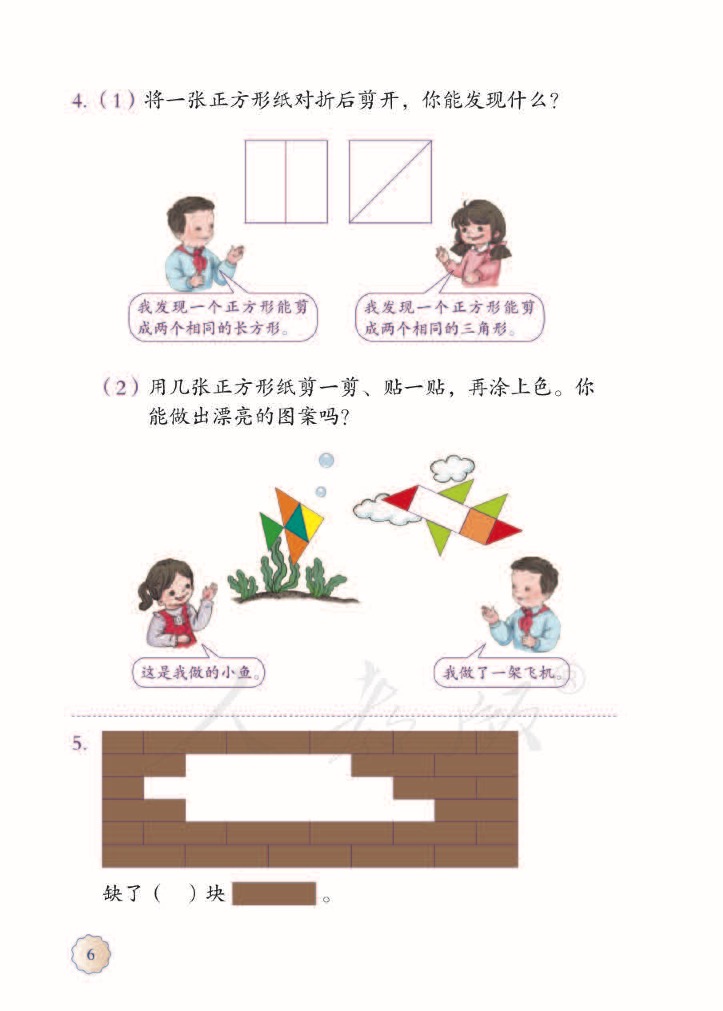 4.（1）将一张正方形纸对折后剪开，你能发现什么？
我发现一个正方形能剪
成两个相同的长方形。
我发现一个正方形能剪
成两个相同的三角形。
（2）用几张正方形纸剪一剪、贴一贴，再涂上色。你
能做出漂亮的图案吗？
这是我做的小鱼。
我做了一架飞机。
人教版®
5.
缺了（　）块　　　。
6